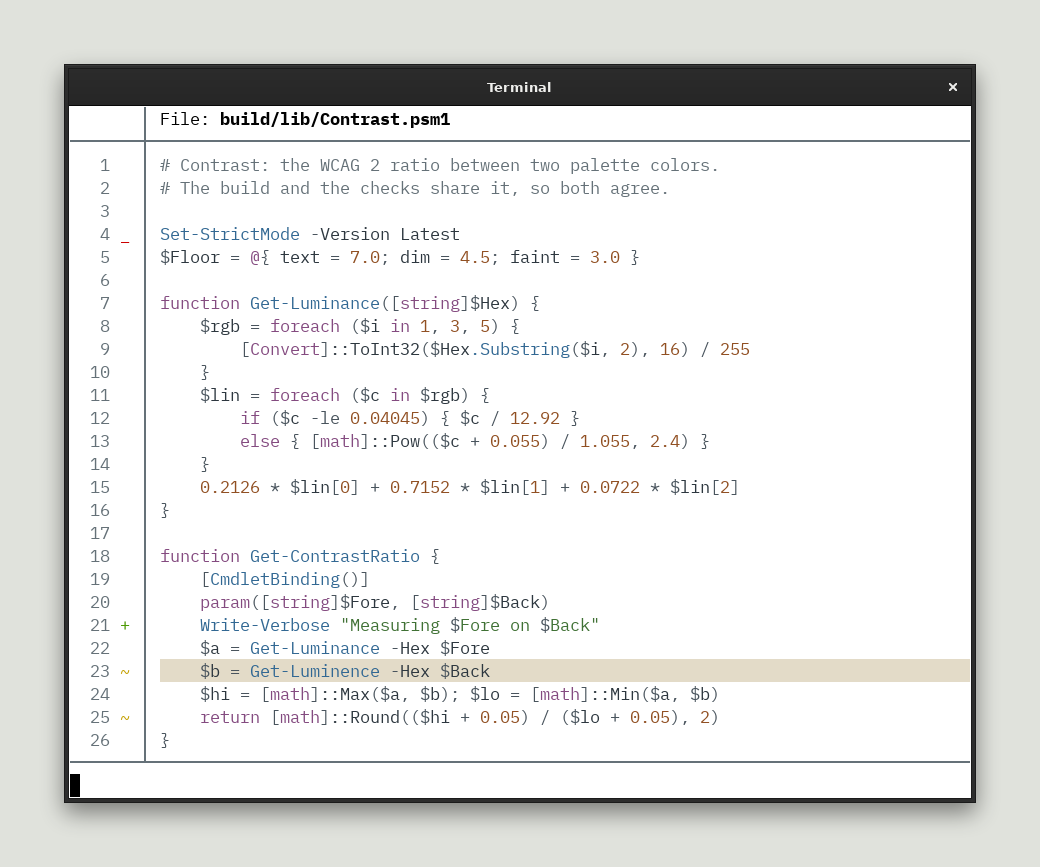 Terminal ×
File: build/lib/Contrast.psm1
1 # Contrast: the WCAG 2 ratio between two palette colors.
2 # The build and the checks share it, so both agree.
3
4 _ Set-StrictMode -Version Latest
5 $Floor = @{ text = 7.0; dim = 4.5; faint = 3.0 }
6
7 function Get-Luminance([string]$Hex) {
8     $rgb = foreach ($i in 1, 3, 5) {
9         [Convert]::ToInt32($Hex.Substring($i, 2), 16) / 255
10     }
11     $lin = foreach ($c in $rgb) {
12         if ($c -le 0.04045) { $c / 12.92 }
13         else { [math]::Pow(($c + 0.055) / 1.055, 2.4) }
14     }
15     0.2126 * $lin[0] + 0.7152 * $lin[1] + 0.0722 * $lin[2]
16 }
17
18 function Get-ContrastRatio {
19     [CmdletBinding()]
20     param([string]$Fore, [string]$Back)
21 +     Write-Verbose "Measuring $Fore on $Back"
22     $a = Get-Luminance -Hex $Fore
23 ~     $b = Get-Luminence -Hex $Back
24     $hi = [math]::Max($a, $b); $lo = [math]::Min($a, $b)
25 ~     return [math]::Round(($hi + 0.05) / ($lo + 0.05), 2)
26 }